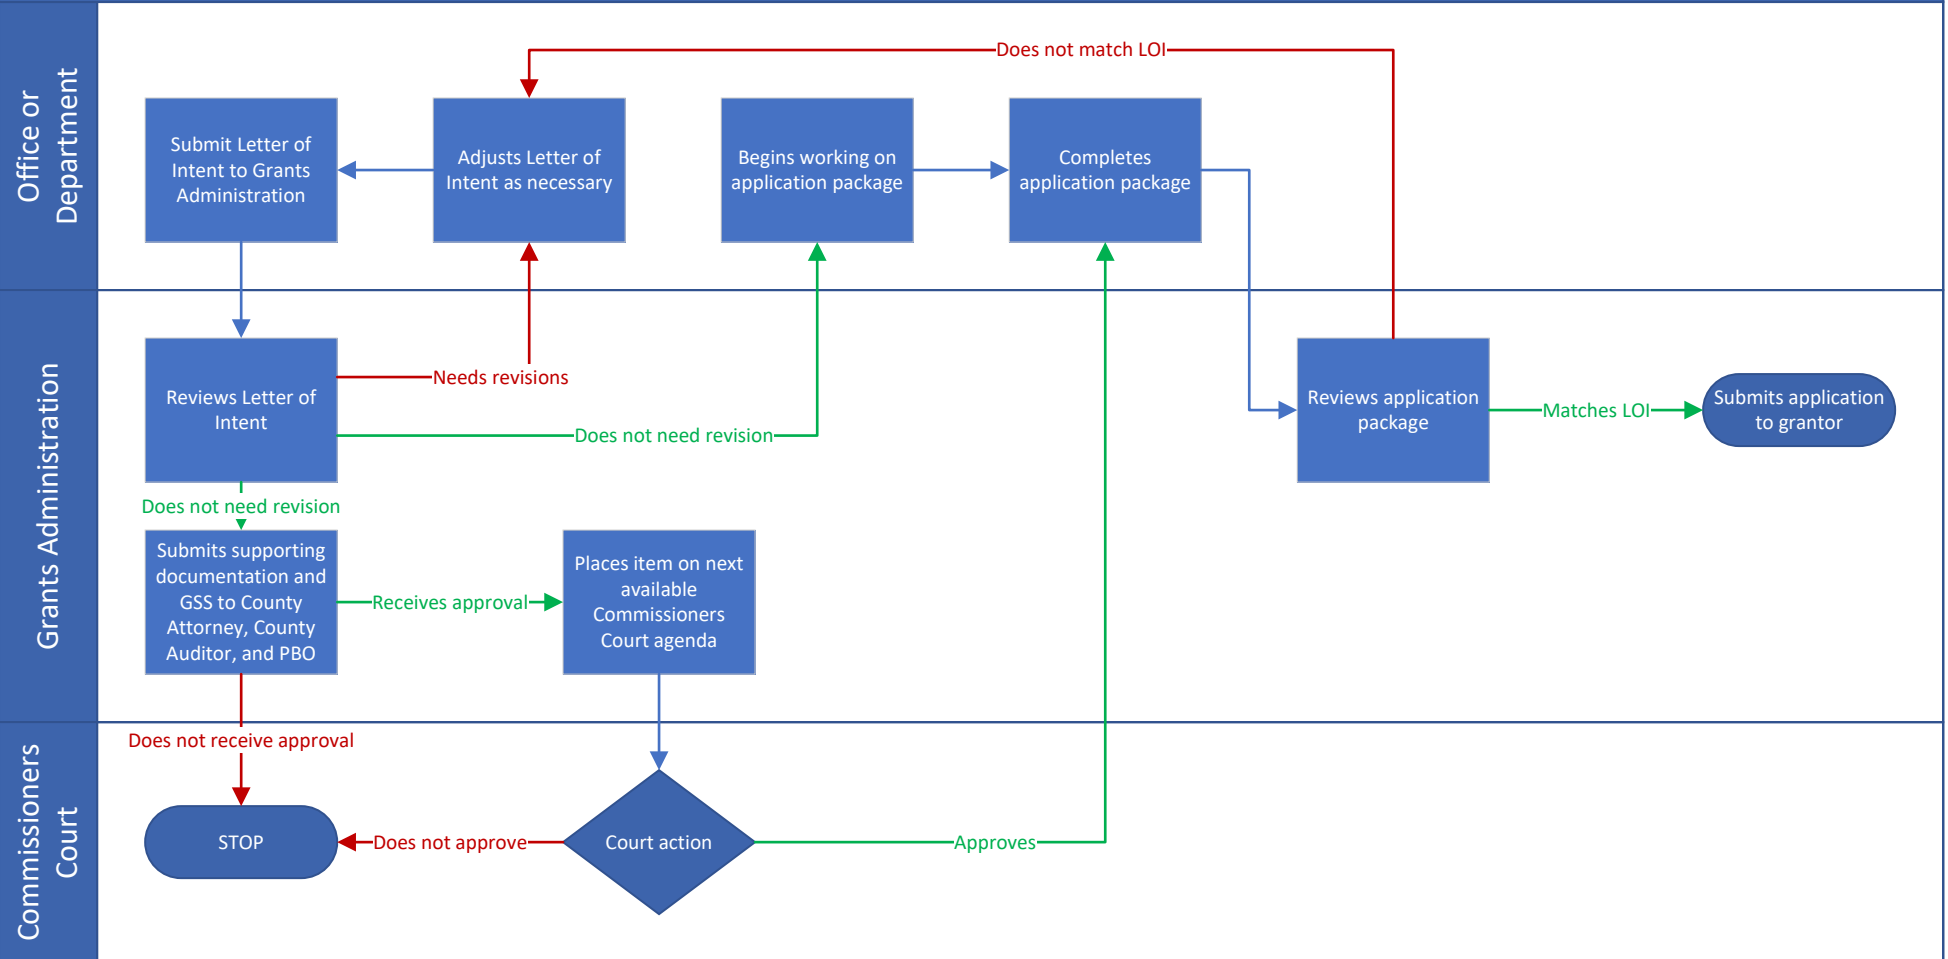 Office or
Department
Does not match LOI
Submit Letter of
Intent to Grants
Administration
Adjusts Letter of
Intent as necessary
Begins working on
application package
Completes
application package
Grants Administration
Reviews Letter of
Intent
Needs revisions
Does not need revision
Reviews application
package
Matches LOI
Submits application
to grantor
Does not need revision
Submits supporting
documentation and
GSS to County
Attorney, County
Auditor, and PBO
Receives approval
Places item on next
available
Commissioners
Court agenda
Commissioners
Court
Does not receive approval
STOP
Does not approve
Court action
Approves